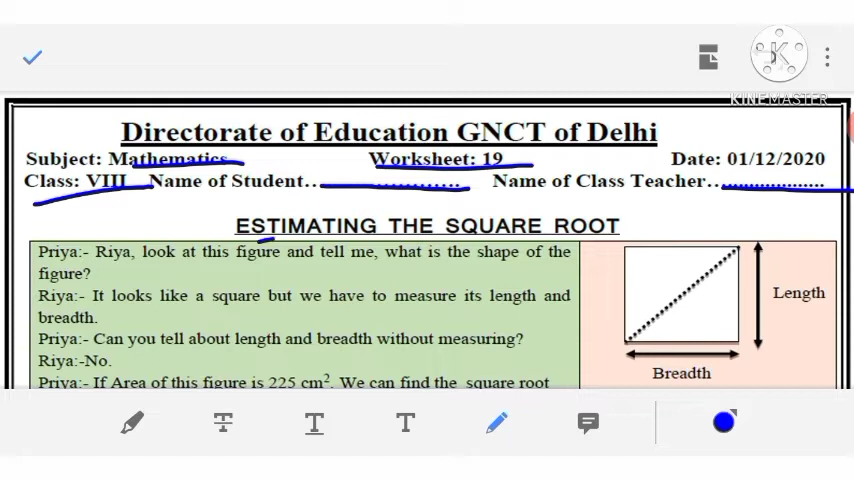 KINEMASTER
Directorate of Education GNCT of Delhi
Subject: Mathematics Worksheet: 19 Date: 01/12/2020
Class: VIII Name of Student..................... Name of Class Teacher.....................
ESTIMATING THE SQUARE ROOT
Priya:- Riya, look at this figure and tell me, what is the shape of the
figure?
Riya:- It looks like a square but we have to measure its length and
breadth.
Priya:- Can you tell about length and breadth without measuring?
Riya:-No.
Priya:- If Area of this figure is 225 cm². We can find the square root
Length
Breadth